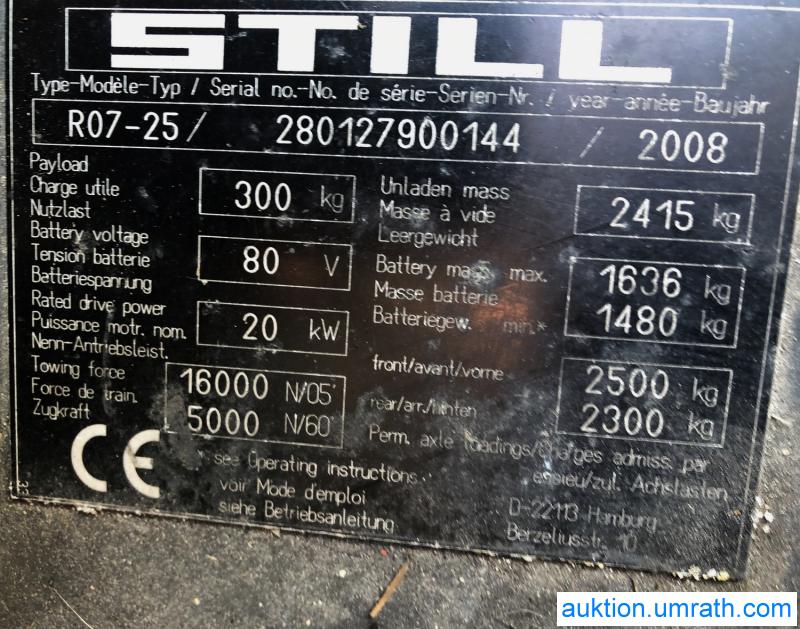 STILL
Type-Modèle-Typ / Serial no.-No. de série-Serien-Nr. / year-année-Baujahr
R07-25 / 280127900144 / 2008
Payload
Charge utile
Nutzlast
300 kg
Unladen mass
Masse à vide
Leergewicht
2415 kg
Battery voltage
Tension batterie
Batteriespannung
80 V
Battery mass max.
Masse batterie
Batteriegew. min.*
1636 kg
1480 kg
Rated drive power
Puissance motr. nom.
Nenn-Antriebsleist.
20 kW
Towing force
Force de train.
Zugkraft
16000 N/05'
5000 N/60'
front/avant/vorne
2500 kg
rear/arr./hinten
2300 kg
Perm. axle loadings/Charges admiss. par
essieu/zul. Achslasten
CE
* see Operating instructions
voir Mode d'emploi
siehe Betriebsanleitung
D-22113 Hamburg
Berzeliusstr. 10
auktion.umrath.com